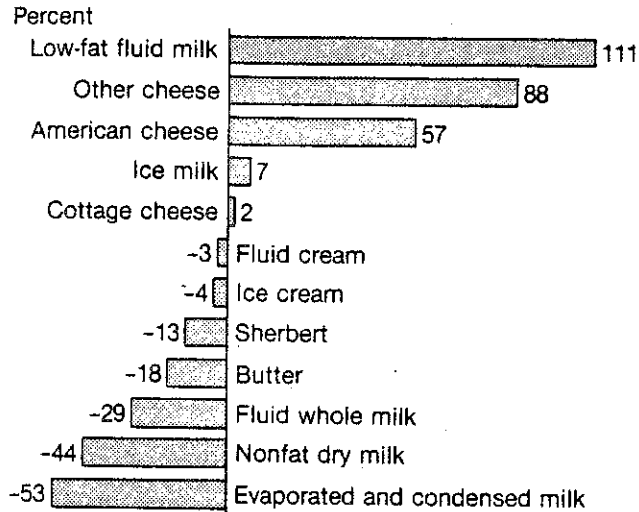 Percent
Low-fat fluid milk 111
Other cheese 88
American cheese 57
Ice milk 7
Cottage cheese 2
-3 Fluid cream
-4 Ice cream
-13 Sherbert
-18 Butter
-29 Fluid whole milk
-44 Nonfat dry milk
-53 Evaporated and condensed milk